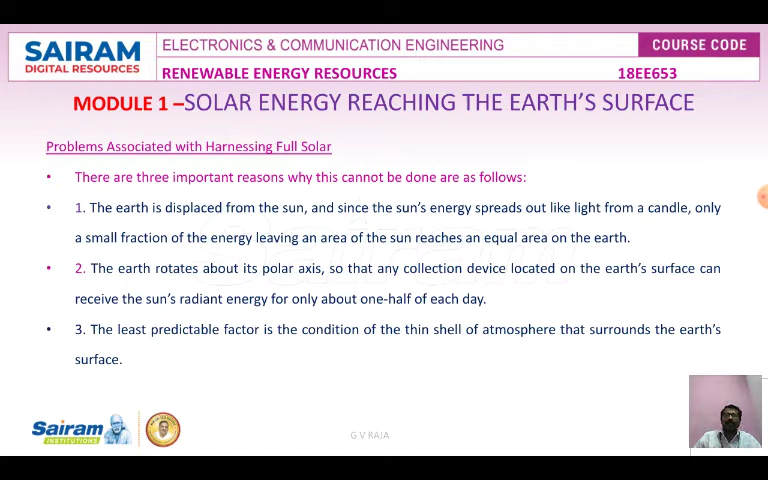 SAIRAM
DIGITAL RESOURCES
ELECTRONICS & COMMUNICATION ENGINEERING
COURSE CODE
RENEWABLE ENERGY RESOURCES
18EE653
MODULE 1 –SOLAR ENERGY REACHING THE EARTH'S SURFACE
Problems Associated with Harnessing Full Solar
• There are three important reasons why this cannot be done are as follows:
• 1. The earth is displaced from the sun, and since the sun's energy spreads out like light from a candle, only
a small fraction of the energy leaving an area of the sun reaches an equal area on the earth.
• 2. The earth rotates about its polar axis, so that any collection device located on the earth's surface can
receive the sun's radiant energy for only about one-half of each day.
• 3. The least predictable factor is the condition of the thin shell of atmosphere that surrounds the earth's
surface.
Sairam
INSTITUTIONS
G V RAJA